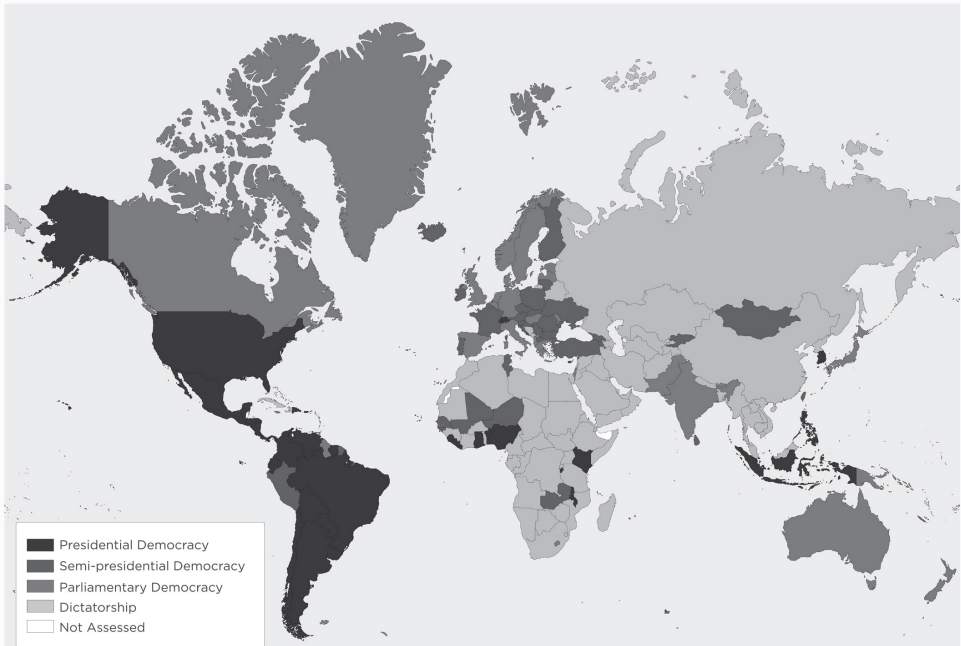 Presidential Democracy
Semi-presidential Democracy
Parliamentary Democracy
Dictatorship
Not Assessed